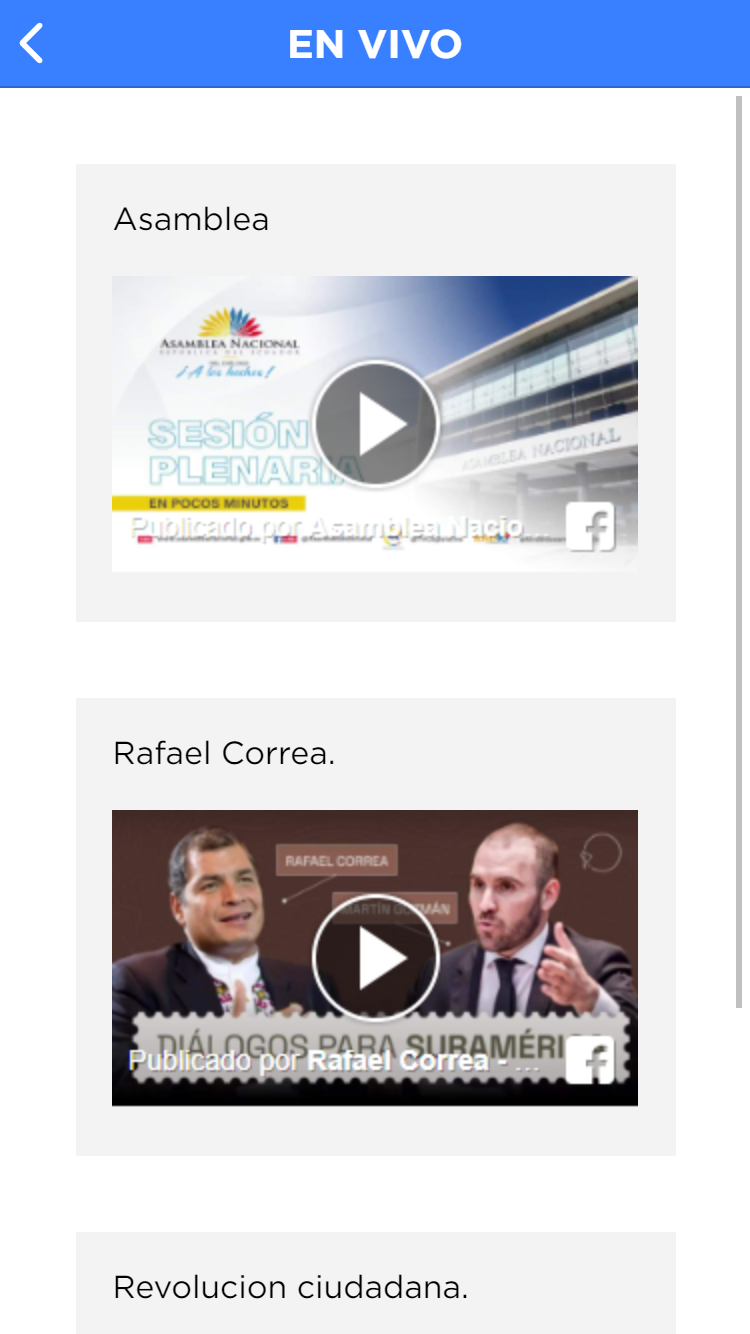 EN VIVO
Asamblea
ASAMBLEA NACIONAL
REPÚBLICA DEL ECUADOR
¡A los hechos!
SESIÓN
PLENARIA
ASAMBLEA NACIONAL
EN POCOS MINUTOS
Publicado por Asamblea Nacio...
Rafael Correa.
RAFAEL CORREA
MARTÍN GUZMÁN
DIÁLOGOS PARA SURAMÉRICA
Publicado por Rafael Correa - ...
Revolucion ciudadana.